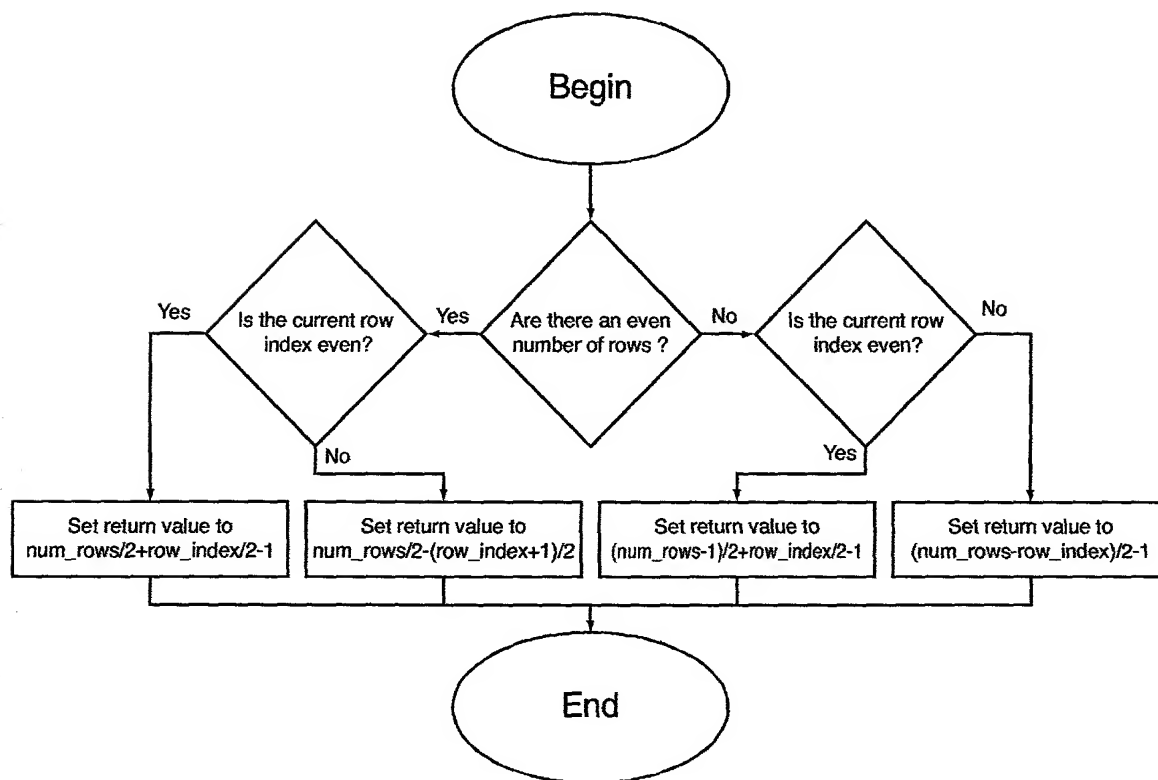 Begin
Yes
Is the current row
index even?
Yes
Are there an even
number of rows ?
No
Is the current row
index even?
No
No
Yes
Set return value to
num_rows/2+row_index/2-1
Set return value to
num_rows/2-(row_index+1)/2
Set return value to
(num_rows-1)/2+row_index/2-1
Set return value to
(num_rows-row_index)/2-1
End